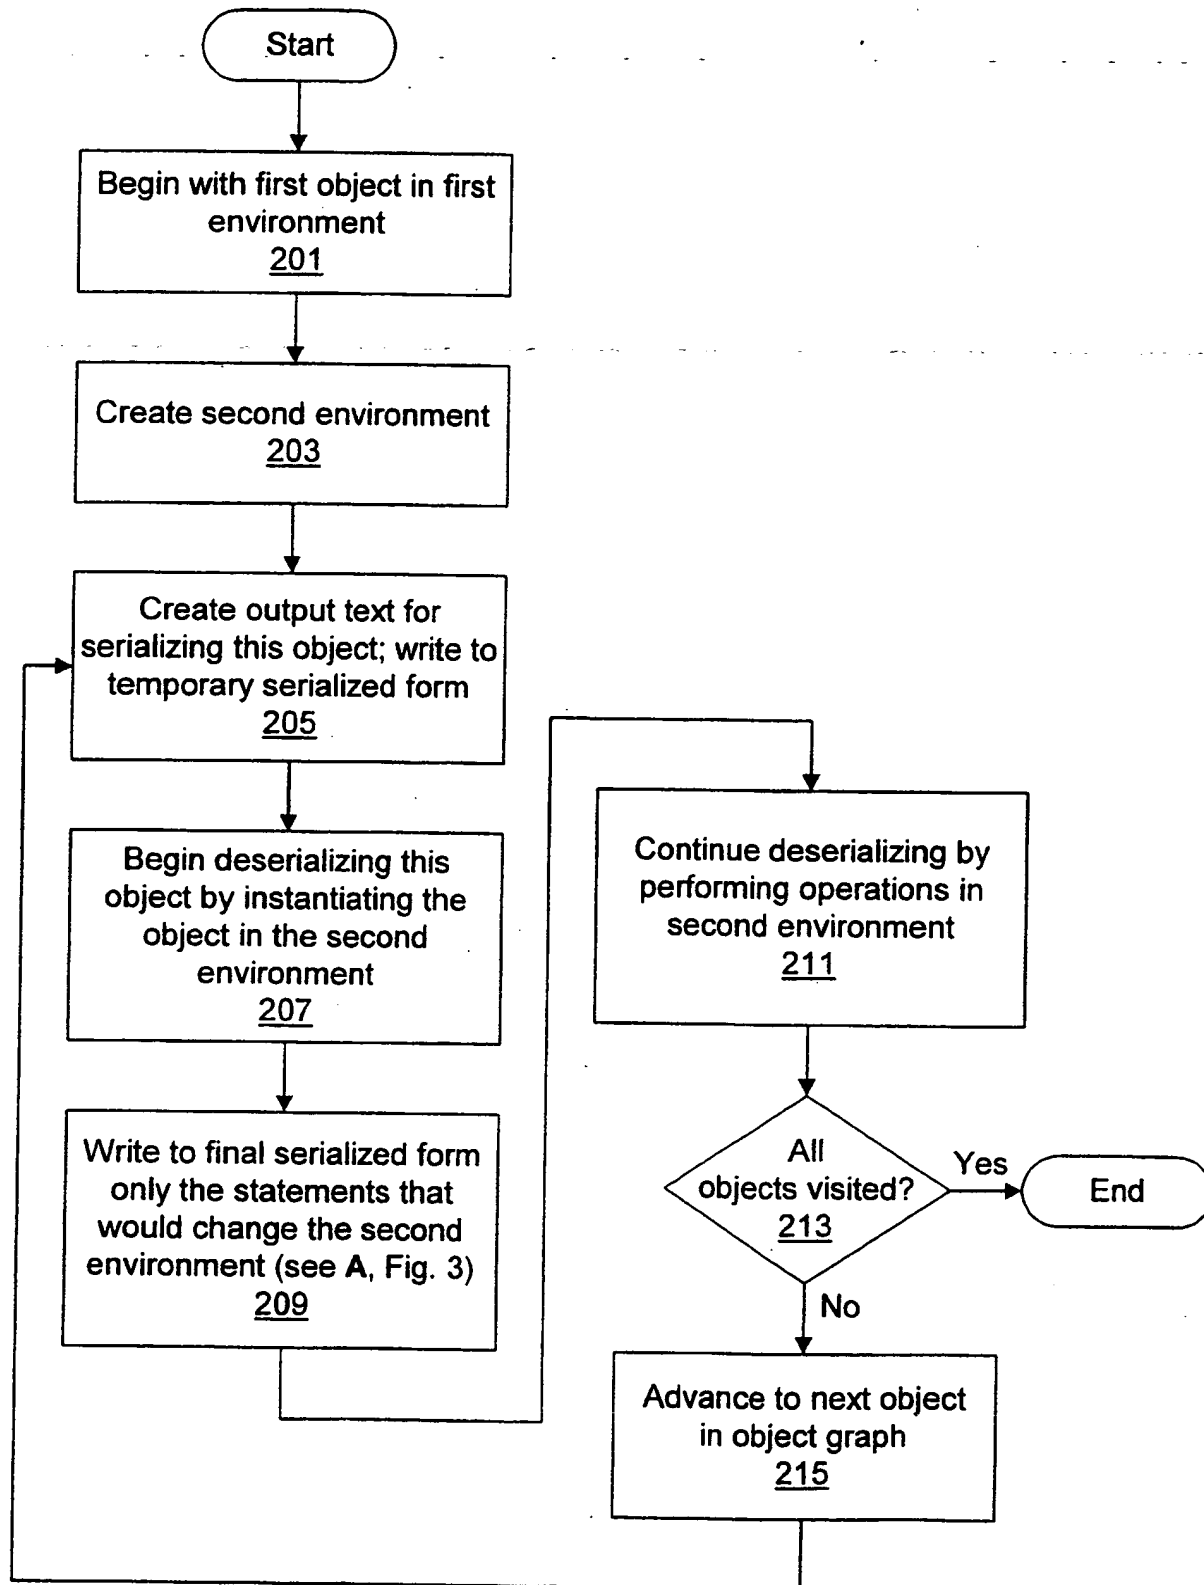 Start
Begin with first object in first
environment
201
Create second environment
203
Create output text for
serializing this object; write to
temporary serialized form
205
Begin deserializing this
object by instantiating the
object in the second
environment
207
Write to final serialized form
only the statements that
would change the second
environment (see A, Fig. 3)
209
Continue deserializing by
performing operations in
second environment
211
All
objects visited?
213
Yes
End
No
Advance to next object
in object graph
215